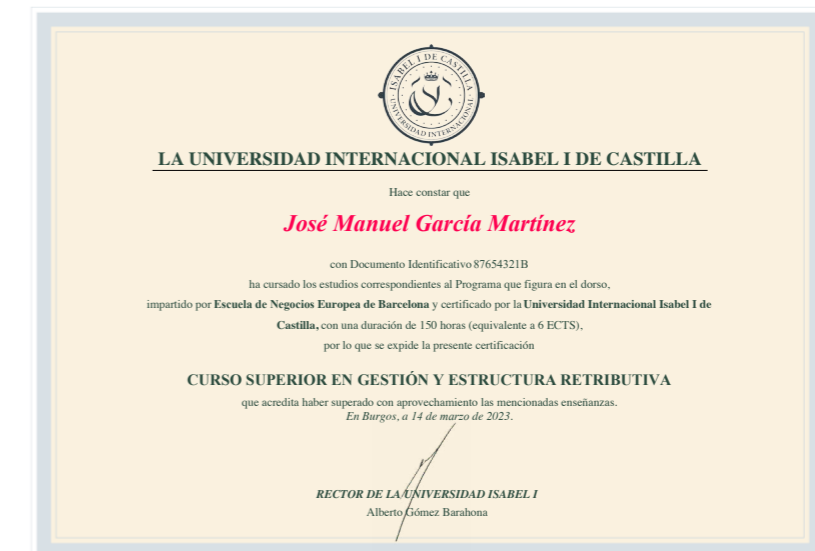 ISABEL I DE CASTILLA
UNIVERSIDAD INTERNACIONAL
LA UNIVERSIDAD INTERNACIONAL ISABEL I DE CASTILLA
Hace constar que
José Manuel García Martínez
con Documento Identificativo 87654321B
ha cursado los estudios correspondientes al Programa que figura en el dorso,
impartido por Escuela de Negocios Europea de Barcelona y certificado por la Universidad Internacional Isabel I de
Castilla, con una duración de 150 horas (equivalente a 6 ECTS),
por lo que se expide la presente certificación
CURSO SUPERIOR EN GESTIÓN Y ESTRUCTURA RETRIBUTIVA
que acredita haber superado con aprovechamiento las mencionadas enseñanzas.
En Burgos, a 14 de marzo de 2023.
RECTOR DE LA UNIVERSIDAD ISABEL I
Alberto Gómez Barahona